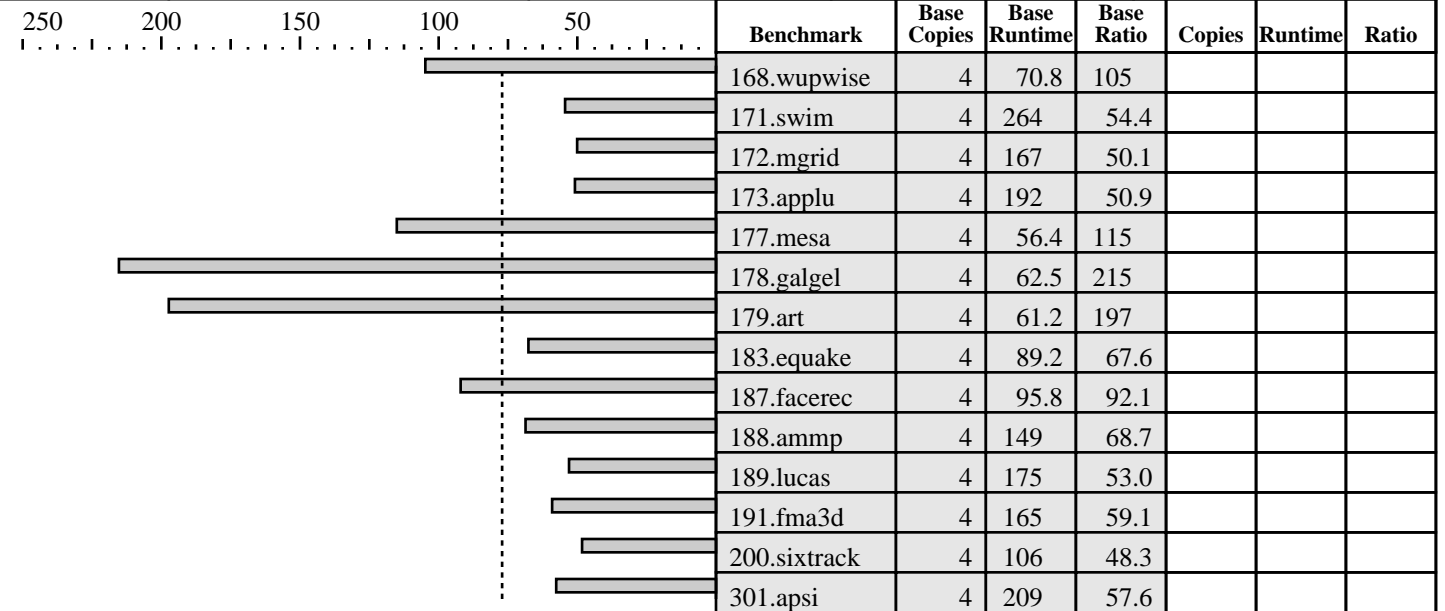 250 200 150 100 50
Benchmark Base Copies Base Runtime Base Ratio Copies Runtime Ratio
168.wupwise 4 70.8 105
171.swim 4 264 54.4
172.mgrid 4 167 50.1
173.applu 4 192 50.9
177.mesa 4 56.4 115
178.galgel 4 62.5 215
179.art 4 61.2 197
183.equake 4 89.2 67.6
187.facerec 4 95.8 92.1
188.ammp 4 149 68.7
189.lucas 4 175 53.0
191.fma3d 4 165 59.1
200.sixtrack 4 106 48.3
301.apsi 4 209 57.6